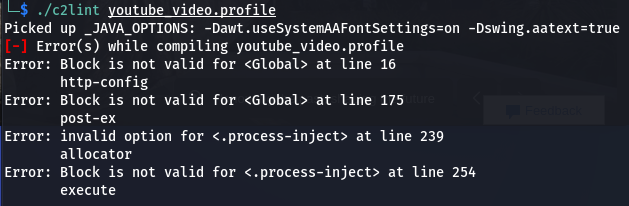 └─$ ./c2lint youtube_video.profile
Picked up _JAVA_OPTIONS: -Dawt.useSystemAAFontSettings=on -Dswing.aatext=true
[-] Error(s) while compiling youtube_video.profile
Error: Block is not valid for <Global> at line 16
http-config
Error: Block is not valid for <Global> at line 175
post-ex
Error: invalid option for <.process-inject> at line 239
allocator
Error: Block is not valid for <.process-inject> at line 254
execute